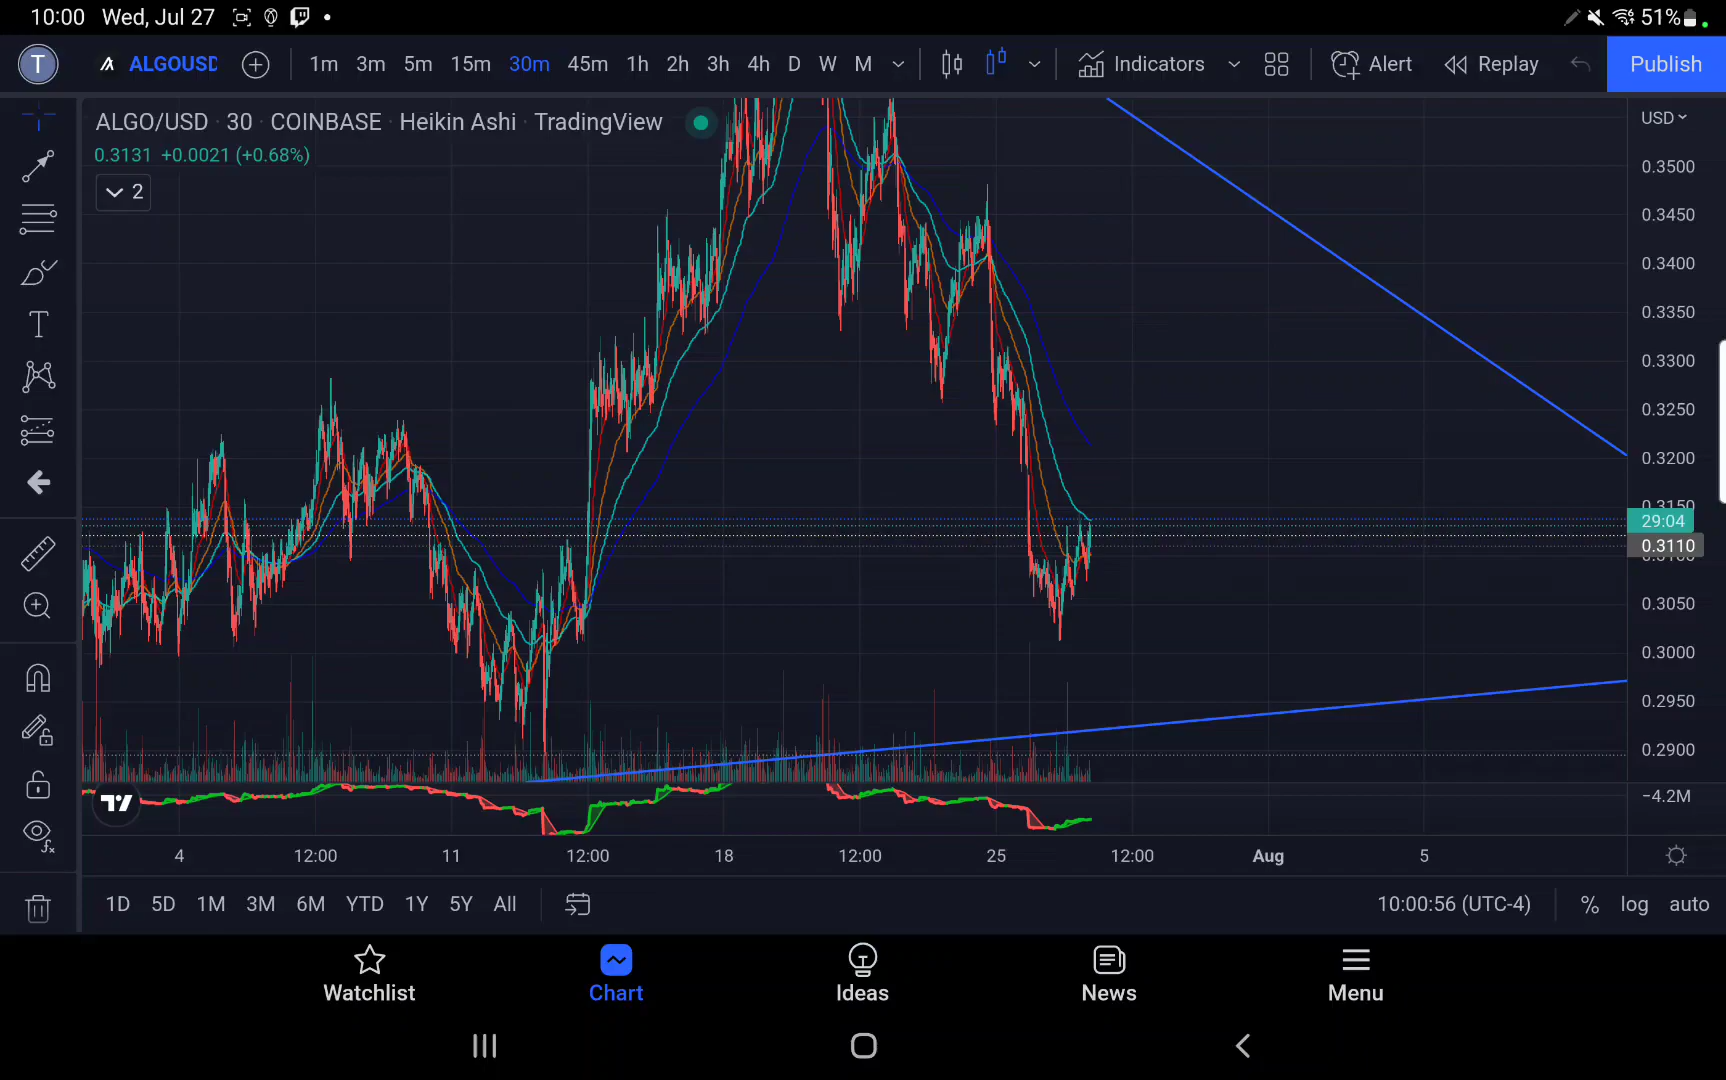 10:00 Wed, Jul 27
51%
T
ALGOUSD
1m 3m 5m 15m 30m 45m 1h 2h 3h 4h D W M
Indicators
Alert
Replay
Publish
ALGO/USD · 30 · COINBASE · Heikin Ashi · TradingView
0.3131 +0.0021 (+0.68%)
2
USD
0.3500
0.3450
0.3400
0.3350
0.3300
0.3250
0.3200
0.3150
29:04
0.3110
0.3050
0.3000
0.2950
0.2900
−4.2M
4 12:00 11 12:00 18 12:00 25 12:00 Aug 5
1D 5D 1M 3M 6M YTD 1Y 5Y All
10:00:56 (UTC-4)
% log auto
Watchlist
Chart
Ideas
News
Menu